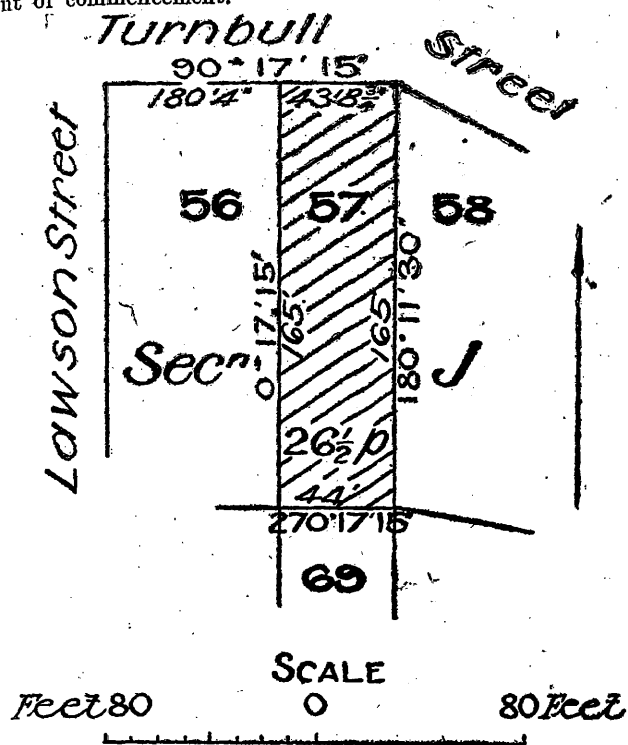 nt of commencement.
Turnbull Street
90° 17' 15"
180'4" 43'8¾"
Lawson Street
56 57 58
0° 17' 15"
165'
165'
180° 11' 30"
Secⁿ. J
26½ p
44'
270° 17' 15"
69
SCALE
Feet 80 0 80 Feet